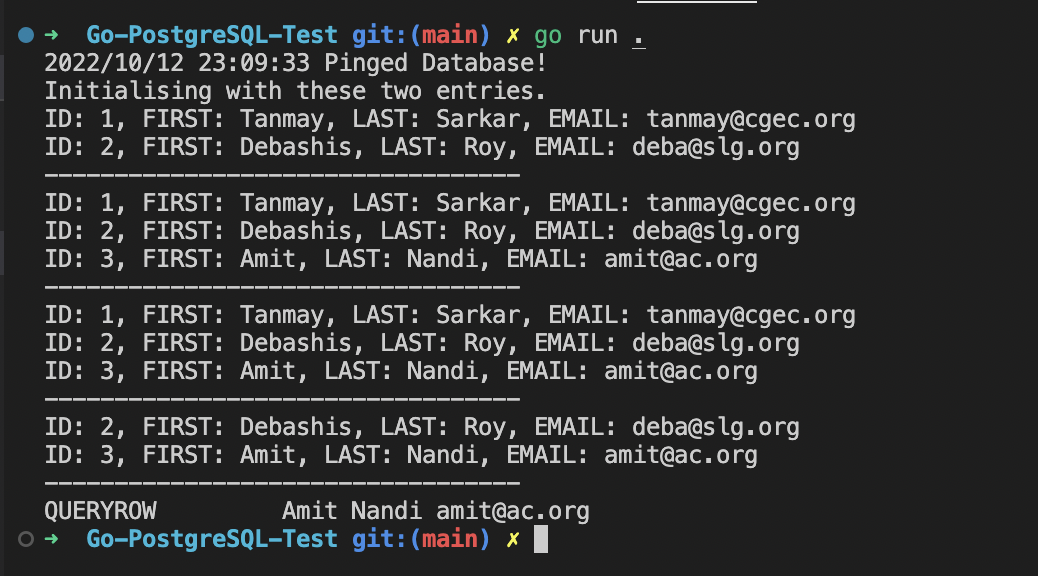 ➜  Go-PostgreSQL-Test git:(main) ✗ go run .
2022/10/12 23:09:33 Pinged Database!
Initialising with these two entries.
ID: 1, FIRST: Tanmay, LAST: Sarkar, EMAIL: tanmay@cgec.org
ID: 2, FIRST: Debashis, LAST: Roy, EMAIL: deba@slg.org
----------------------------------
ID: 1, FIRST: Tanmay, LAST: Sarkar, EMAIL: tanmay@cgec.org
ID: 2, FIRST: Debashis, LAST: Roy, EMAIL: deba@slg.org
ID: 3, FIRST: Amit, LAST: Nandi, EMAIL: amit@ac.org
----------------------------------
ID: 1, FIRST: Tanmay, LAST: Sarkar, EMAIL: tanmay@cgec.org
ID: 2, FIRST: Debashis, LAST: Roy, EMAIL: deba@slg.org
ID: 3, FIRST: Amit, LAST: Nandi, EMAIL: amit@ac.org
----------------------------------
ID: 2, FIRST: Debashis, LAST: Roy, EMAIL: deba@slg.org
ID: 3, FIRST: Amit, LAST: Nandi, EMAIL: amit@ac.org
----------------------------------
QUERYROW         Amit Nandi amit@ac.org
➜  Go-PostgreSQL-Test git:(main) ✗